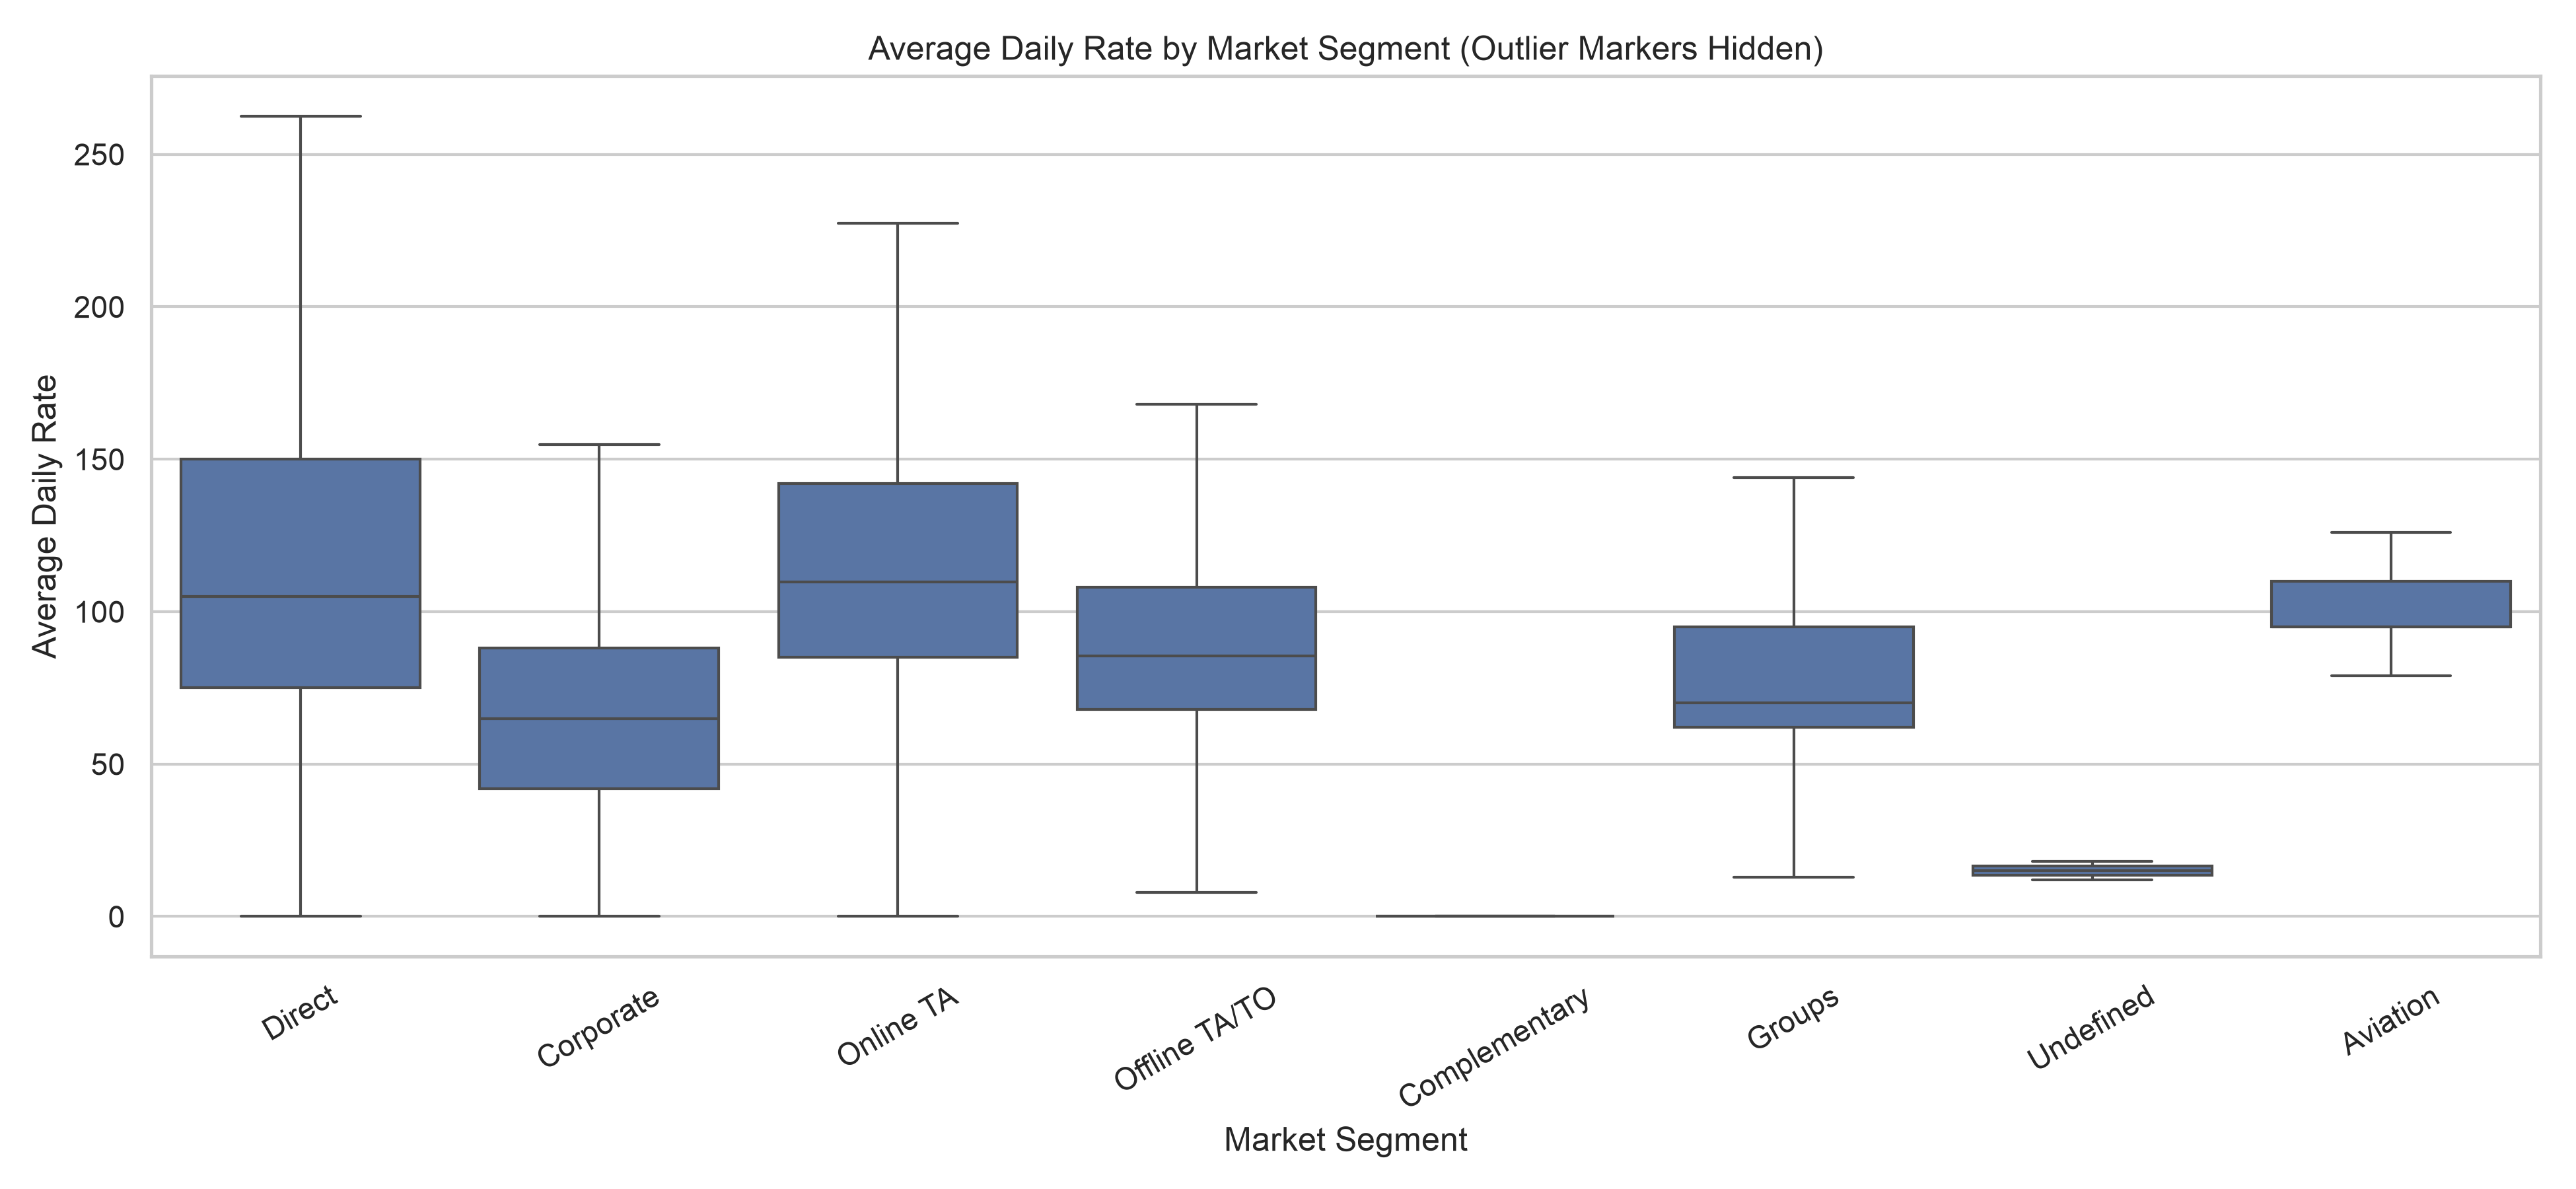 Average Daily Rate by Market Segment (Outlier Markers Hidden)
Average Daily Rate
250
200
150
100
50
0
Direct
Corporate
Online TA
Offline TA/TO
Complementary
Groups
Undefined
Aviation
Market Segment